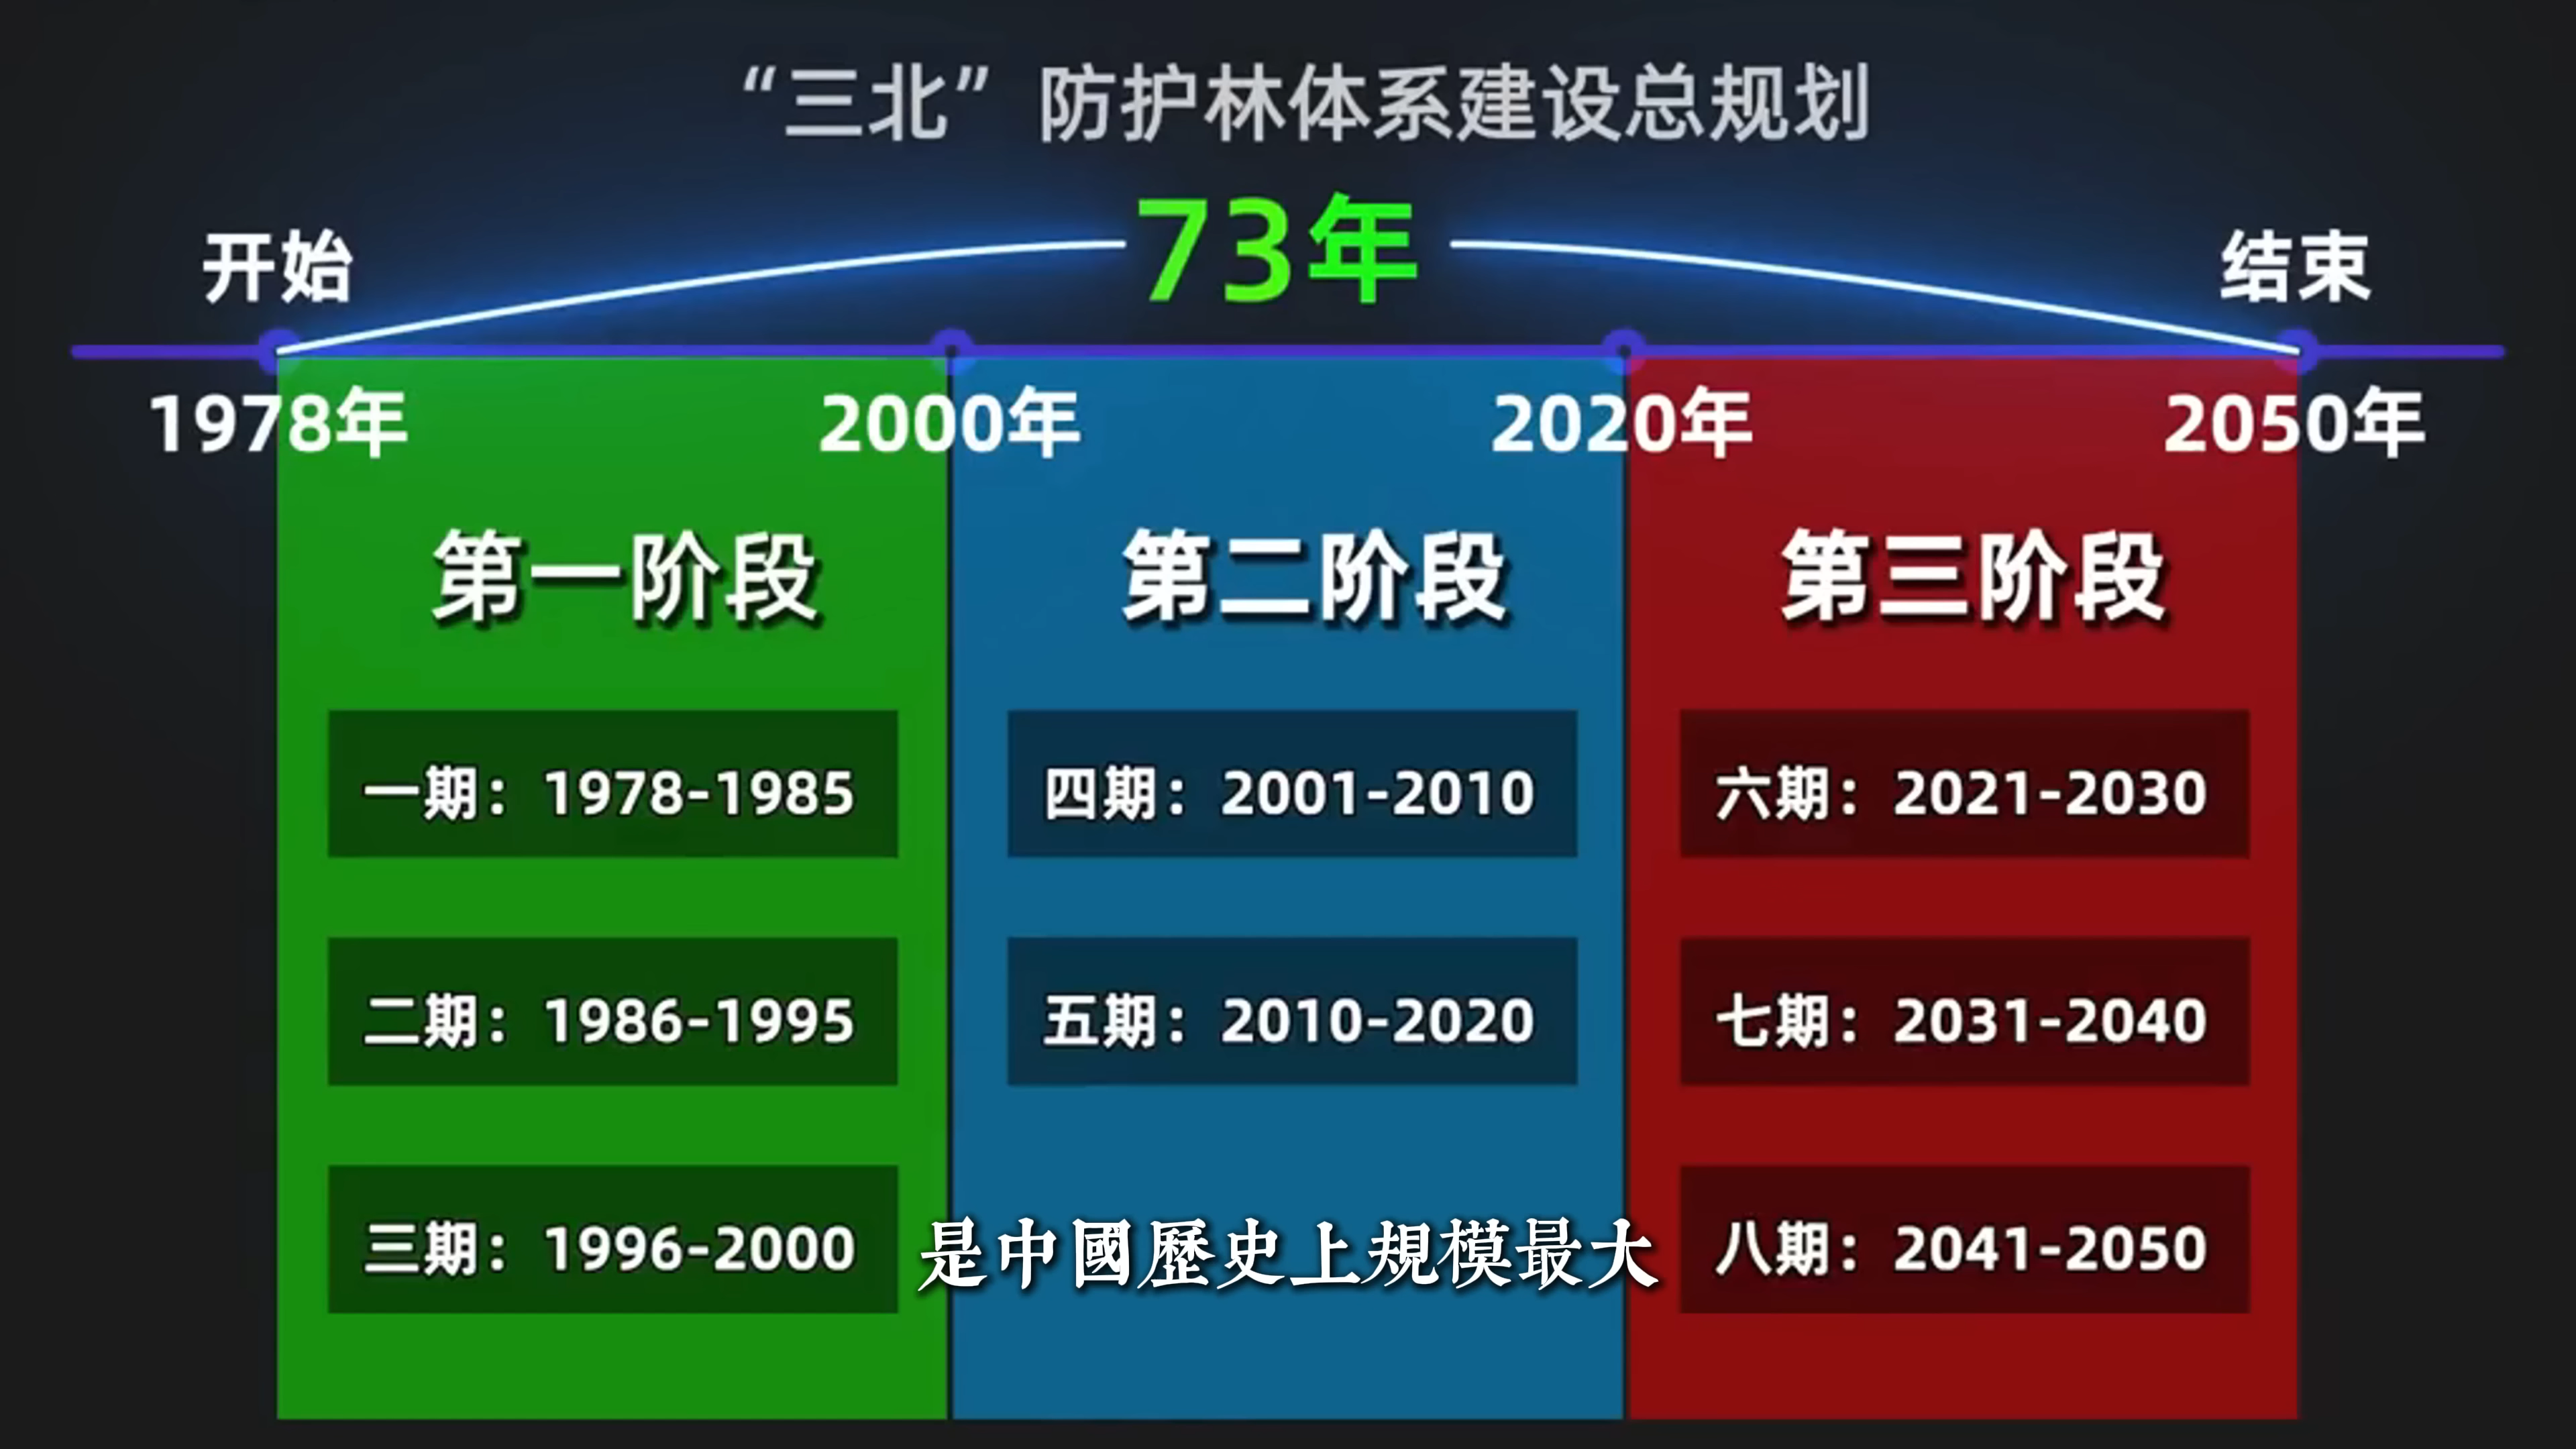 “三北”防护林体系建设总规划
73年
开始
结束
1978年
2000年
2020年
2050年
第一阶段
第二阶段
第三阶段
一期：1978-1985
四期：2001-2010
六期：2021-2030
二期：1986-1995
五期：2010-2020
七期：2031-2040
三期：1996-2000
八期：2041-2050
是中國歷史上規模最大